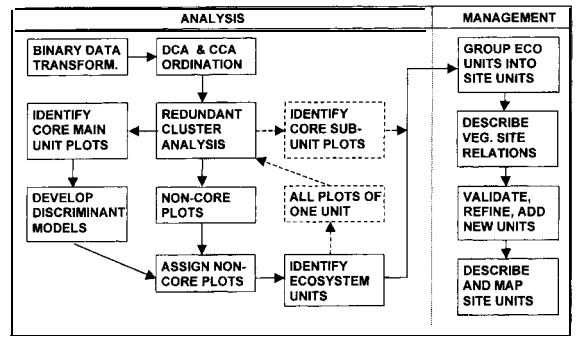 ANALYSIS
MANAGEMENT
BINARY DATA
TRANSFORM.
DCA & CCA
ORDINATION
GROUP ECO
UNITS INTO
SITE UNITS
IDENTIFY
CORE MAIN
UNIT PLOTS
REDUNDANT
CLUSTER
ANALYSIS
IDENTIFY
CORE SUB-
UNIT PLOTS
DESCRIBE
VEG. SITE
RELATIONS
DEVELOP
DISCRIMINANT
MODELS
NON-CORE
PLOTS
ALL PLOTS OF
ONE UNIT
VALIDATE,
REFINE, ADD
NEW UNITS
ASSIGN NON-
CORE PLOTS
IDENTIFY
ECOSYSTEM
UNITS
DESCRIBE
AND MAP
SITE UNITS